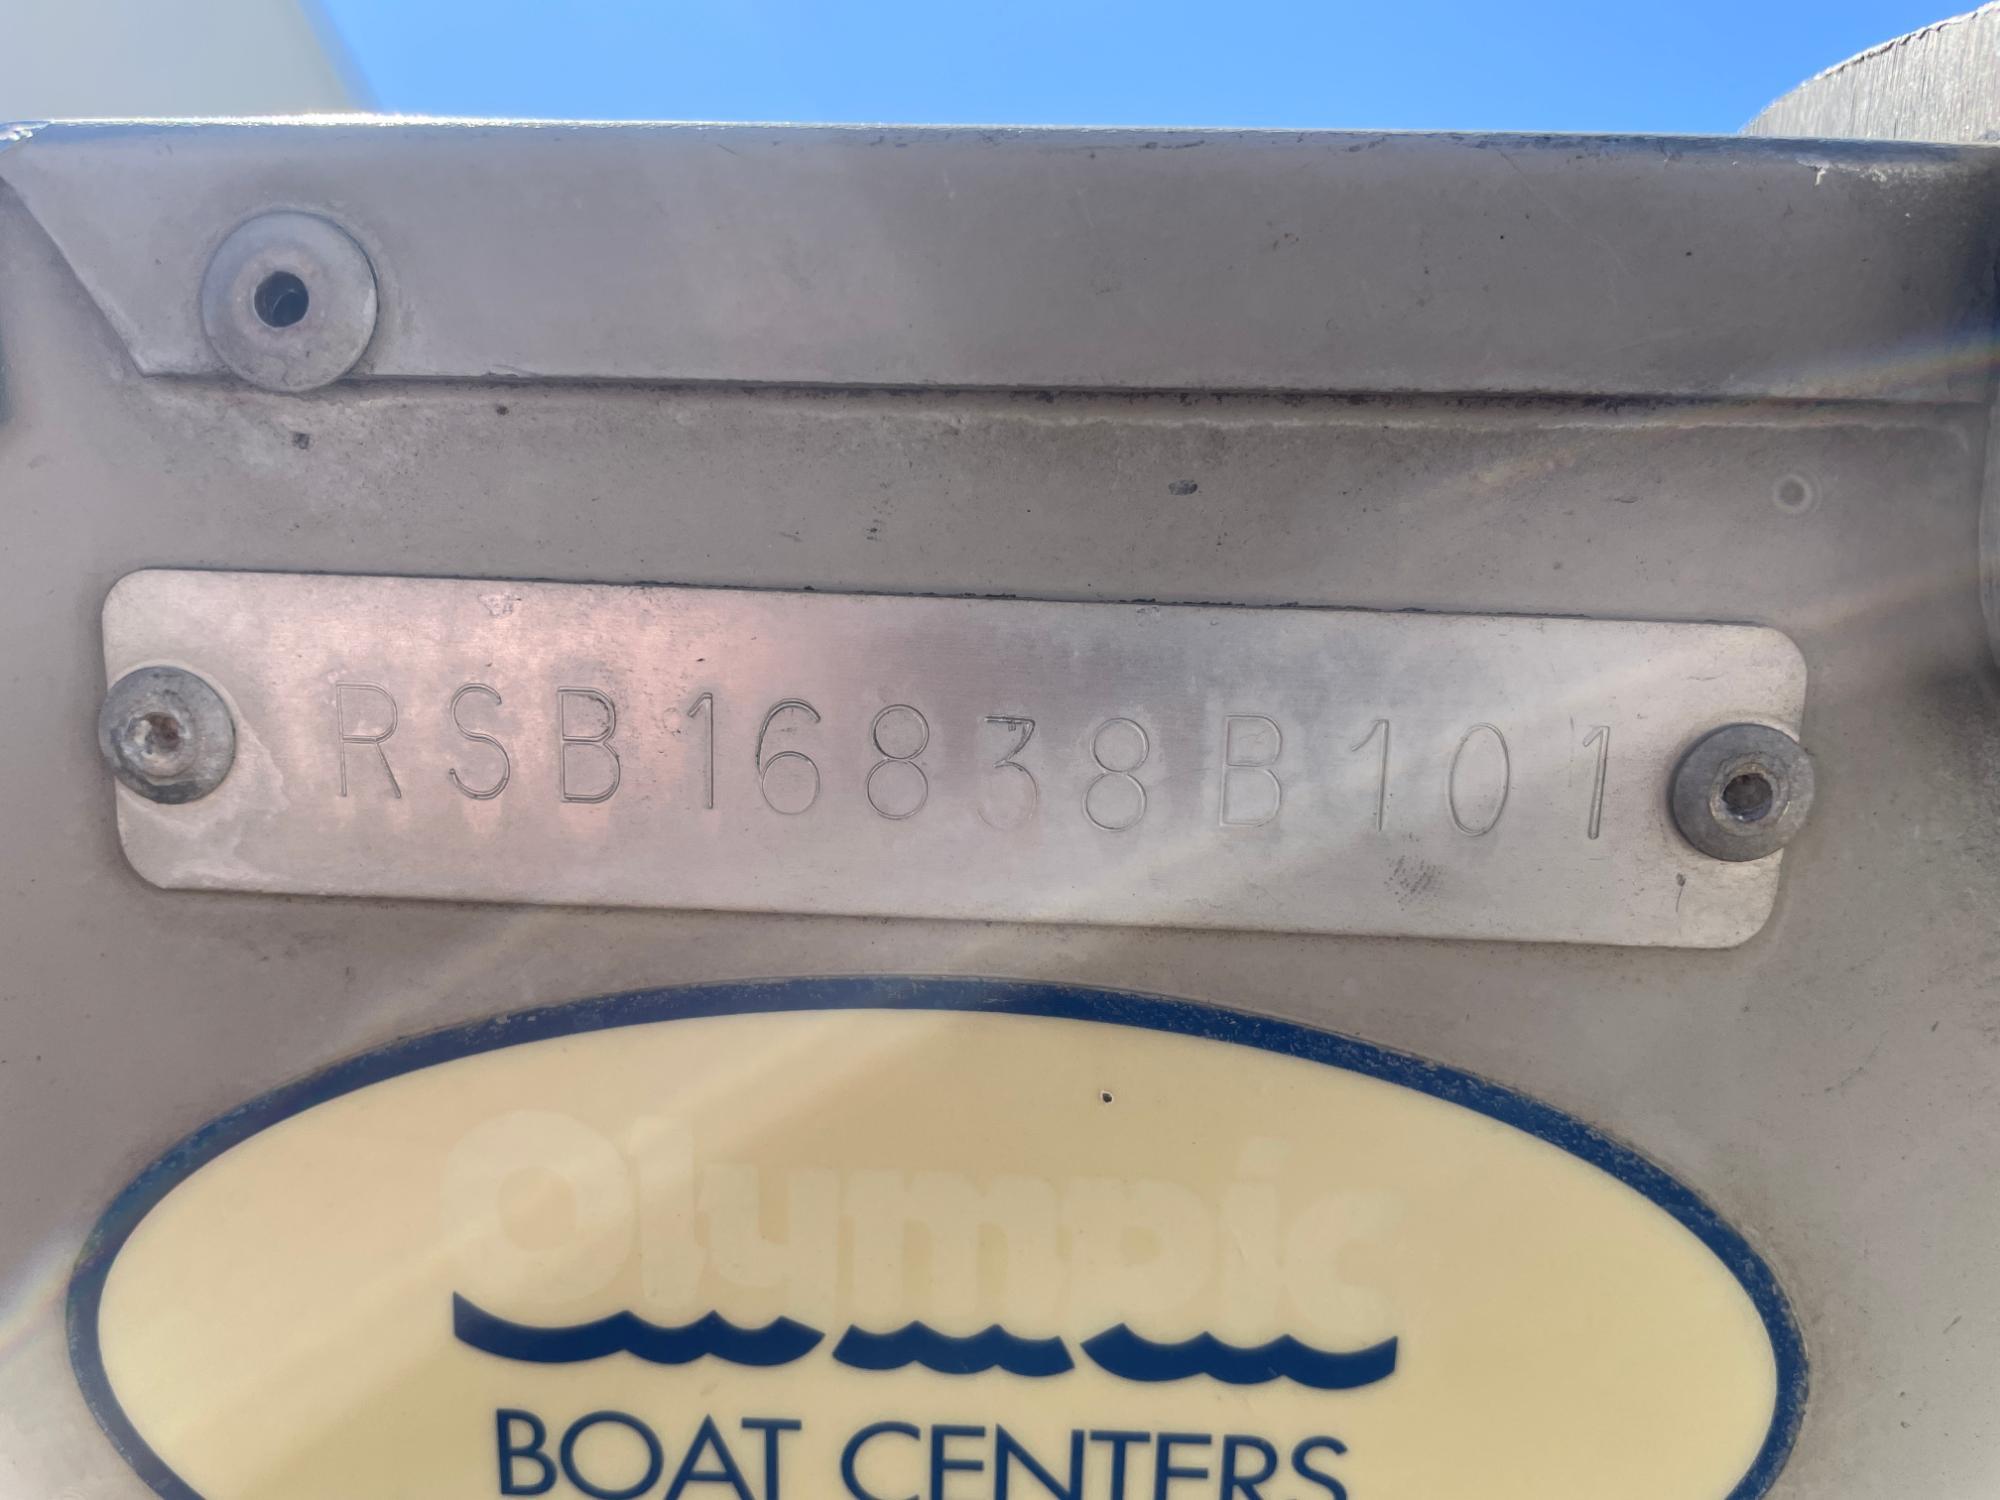 RSB16838B101
Olympic
BOAT CENTERS